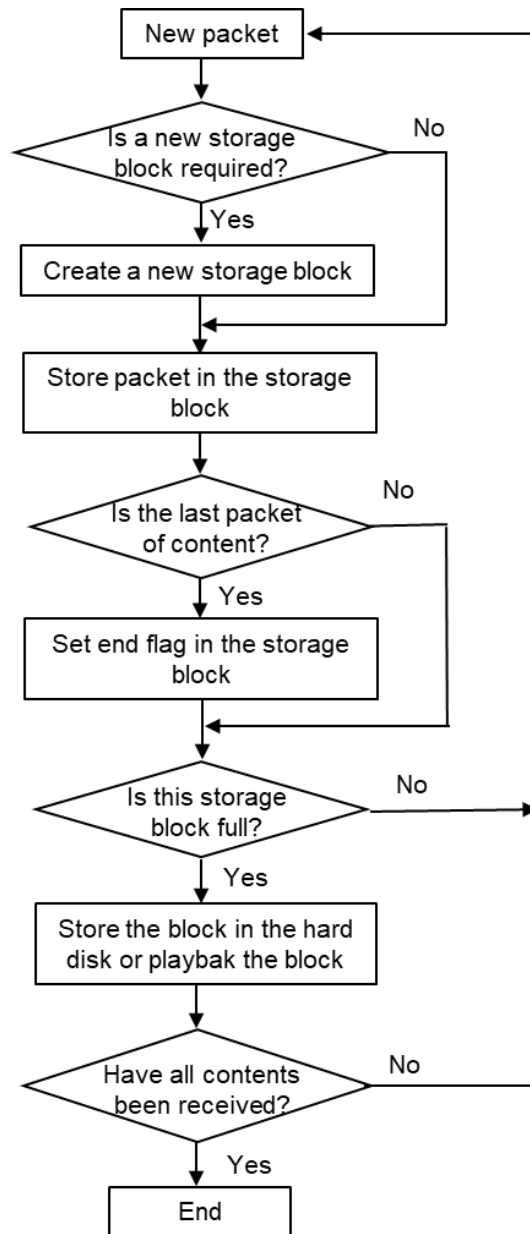 New packet
No
Is a new storage
block required?
Yes
Create a new storage block
Store packet in the storage
block
No
Is the last packet
of content?
Yes
Set end flag in the storage
block
Is this storage
block full?
No
Yes
Store the block in the hard
disk or playbak the block
Have all contents
been received?
No
Yes
End